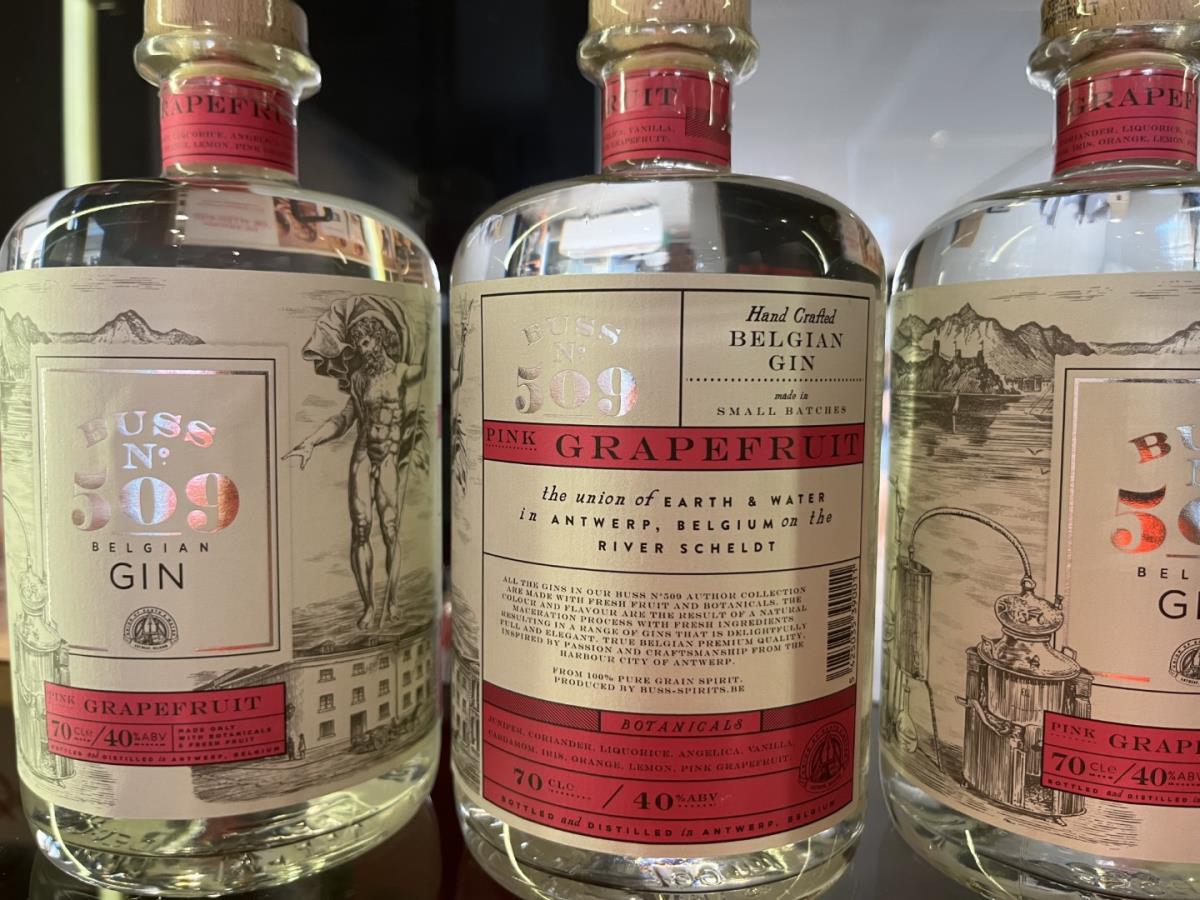 RAPEFRU
LIQUORICE, ANGELICA
LEMON, PINK
BUSS
Nº
509
BELGIAN
GIN
PINK GRAPEFRUIT
70 CLe / 40%ABV
MADE ONLY
WITH BOTANICALS
& FRESH FRUIT
BOTTLED and DISTILLED in ANTWERP, BELGIUM
RUIT
VANILLA,
GRAPEFRUIT.
BUSS
Nº
509
Hand Crafted
BELGIAN
GIN
made in
SMALL BATCHES
PINK GRAPEFRUIT
the union of EARTH & WATER
in ANTWERP, BELGIUM on the
RIVER SCHELDT
ALL THE GINS IN OUR BUSS Nº509 AUTHOR COLLECTION
ARE MADE WITH FRESH FRUIT AND BOTANICALS. THE
COLOUR AND FLAVOUR ARE THE RESULT OF A NATURAL
MACERATION PROCESS WITH FRESH INGREDIENTS
RESULTING IN A RANGE OF GINS THAT IS DELIGHTFULLY
FULL AND ELEGANT. TRUE BELGIAN PREMIUM QUALITY,
INSPIRED BY PASSION AND CRAFTSMANSHIP FROM THE
HARBOUR CITY OF ANTWERP.
FROM 100% PURE GRAIN SPIRIT.
PRODUCED BY BUSS-SPIRITS.BE
BOTANICALS
JUNIPER, CORIANDER, LIQUORICE, ANGELICA, VANILLA,
CARDAMOM, IRIS, ORANGE, LEMON, PINK GRAPEFRUIT.
70 CLe / 40%ABV
BOTTLED and DISTILLED in ANTWERP, BELGIUM
GRAPEF
CORIANDER, LIQUORICE,
IRIS, ORANGE, LEMON,
BU
50
BEL
G
PINK GRAP
70 CLe / 40%ABV
BOTTLED and DISTILLED